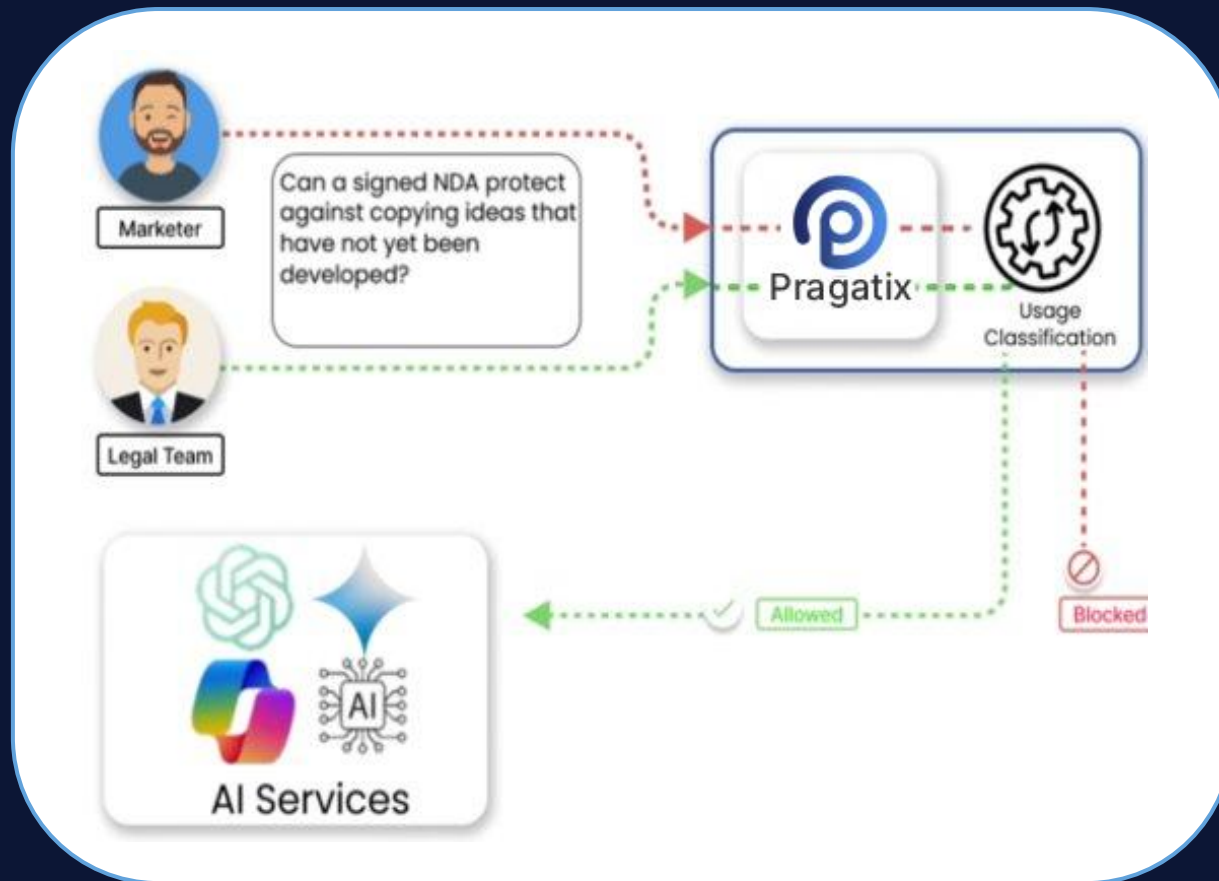 Marketer
Can a signed NDA protect
against copying ideas that
have not yet been
developed?
Legal Team
Pragatix
Usage
Classification
Allowed
Blocked
AI
AI Services